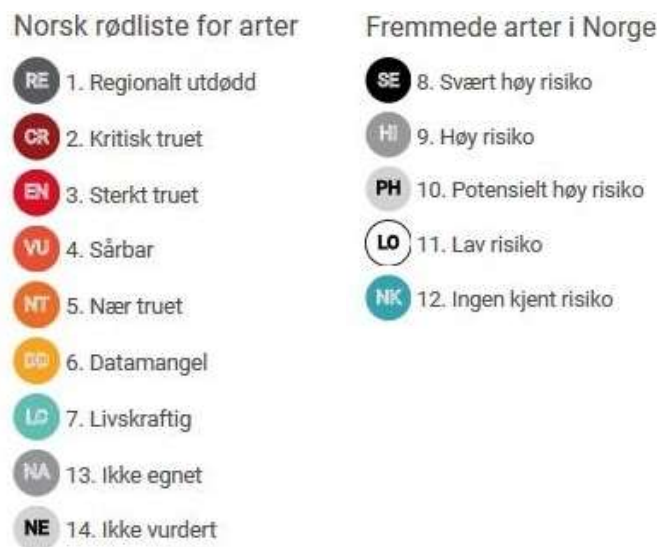 Norsk rødliste for arter
RE 1. Regionalt utdødd
CR 2. Kritisk truet
EN 3. Sterkt truet
VU 4. Sårbar
NT 5. Nær truet
DD 6. Datamangel
LC 7. Livskraftig
NA 13. Ikke egnet
NE 14. Ikke vurdert
Fremmede arter i Norge
SE 8. Svært høy risiko
HI 9. Høy risiko
PH 10. Potensielt høy risiko
LO 11. Lav risiko
NK 12. Ingen kjent risiko